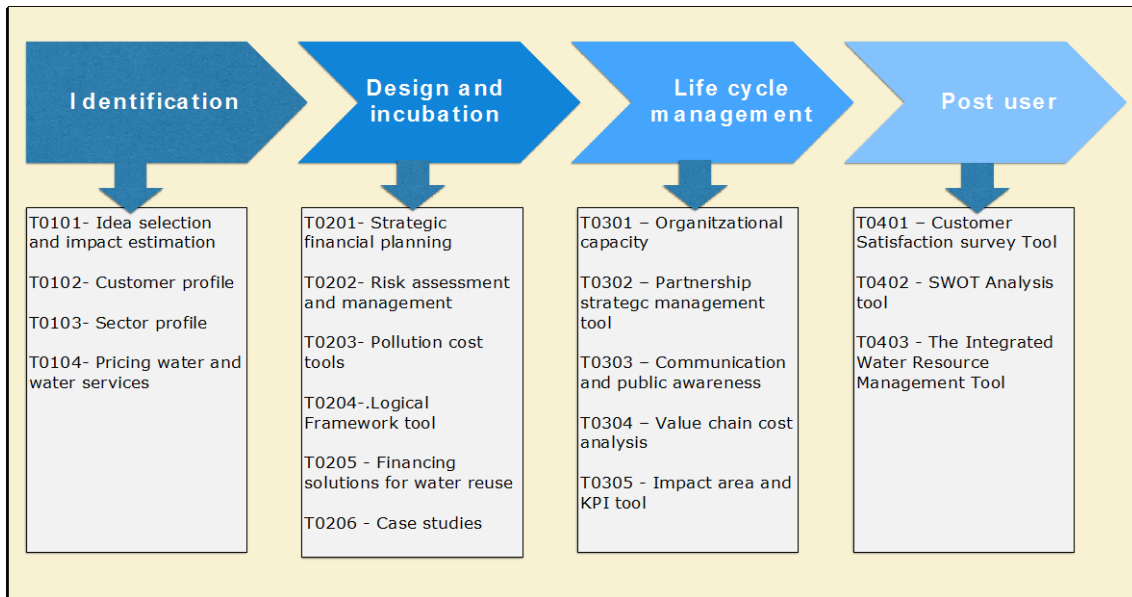 Identification
Design and
incubation
Life cycle
management
Post user
T0101- Idea selection
and impact estimation
T0102- Customer profile
T0103- Sector profile
T0104- Pricing water and
water services
T0201- Strategic
financial planning
T0202- Risk assessment
and management
T0203- Pollution cost
tools
T0204-.Logical
Framework tool
T0205 - Financing
solutions for water reuse
T0206 - Case studies
T0301 – Organitzational
capacity
T0302 – Partnership
strategc management
tool
T0303 – Communication
and public awareness
T0304 – Value chain cost
analysis
T0305 - Impact area and
KPI tool
T0401 – Customer
Satisfaction survey Tool
T0402 - SWOT Analysis
tool
T0403 - The Integrated
Water Resource
Management Tool